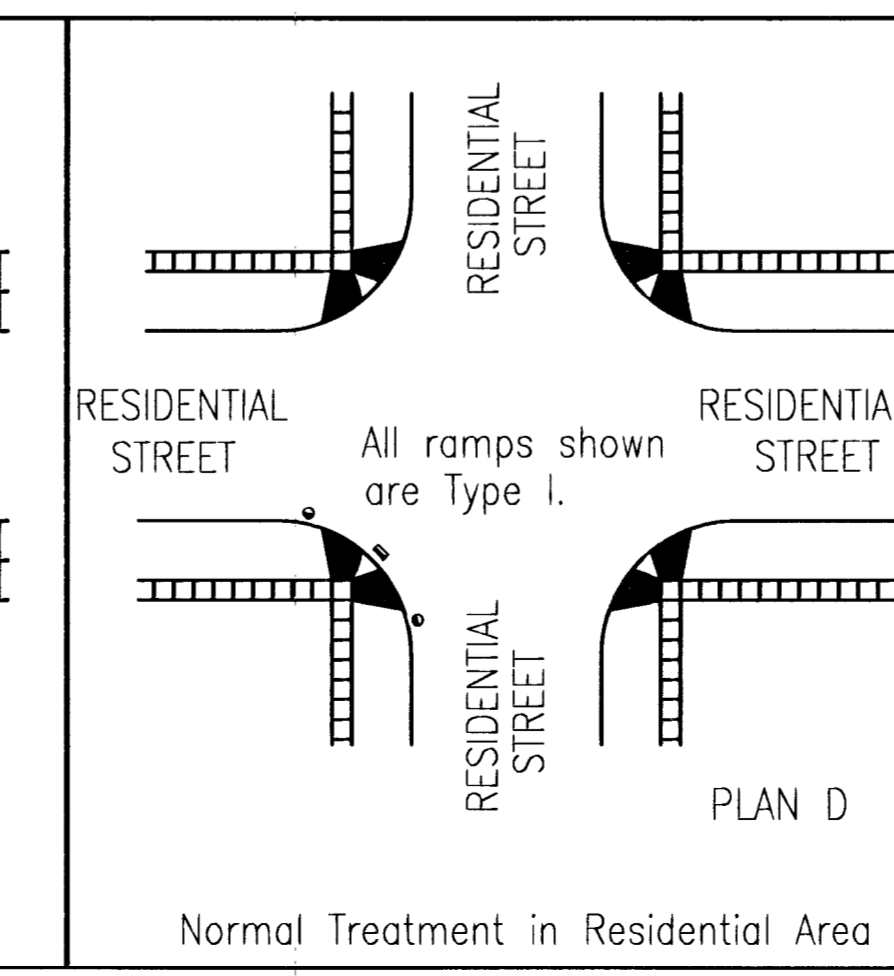 RESIDENTIAL
STREET
RESIDENTIAL
STREET
RESIDENTIA
STREET
All ramps shown
are Type I.
RESIDENTIAL
STREET
PLAN D
Normal Treatment in Residential Area